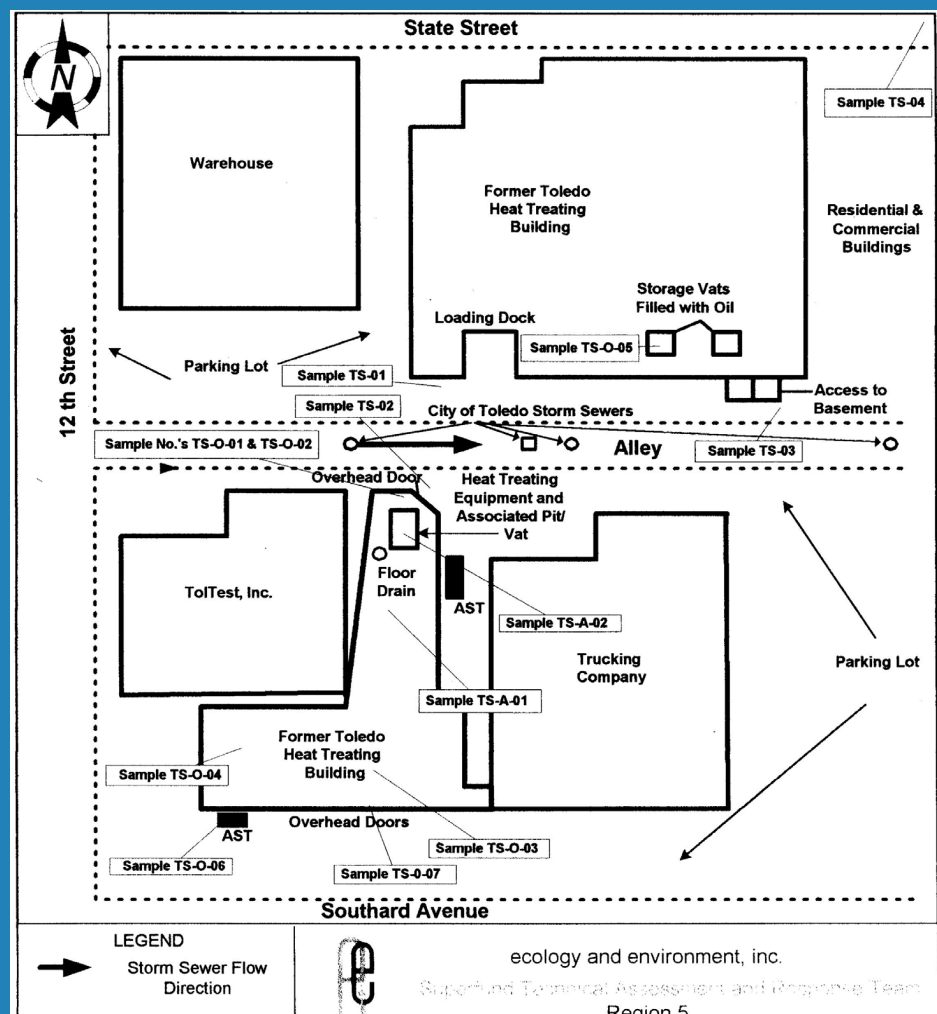 State Street
N
Sample TS-04
Warehouse
Former Toledo
Heat Treating
Building
Residential &
Commercial
Buildings
Storage Vats
Filled with Oil
Loading Dock
Sample TS-O-05
12 th Street
Parking Lot
Sample TS-01
Access to
Basement
Sample TS-02
City of Toledo Storm Sewers
Sample No.'s TS-O-01 & TS-O-02
Alley
Sample TS-03
Overhead Door
Heat Treating
Equipment and
Associated Pit/
Vat
Floor
Drain
TolTest, Inc.
AST
Sample TS-A-02
Trucking
Company
Parking Lot
Sample TS-A-01
Former Toledo
Heat Treating
Building
Sample TS-O-04
Overhead Doors
AST
Sample TS-O-03
Sample TS-O-06
Sample TS-0-07
Southard Avenue
LEGEND
Storm Sewer Flow
Direction
ecology and environment, inc.
Superfund Technical Assessment and Response Team
Region 5